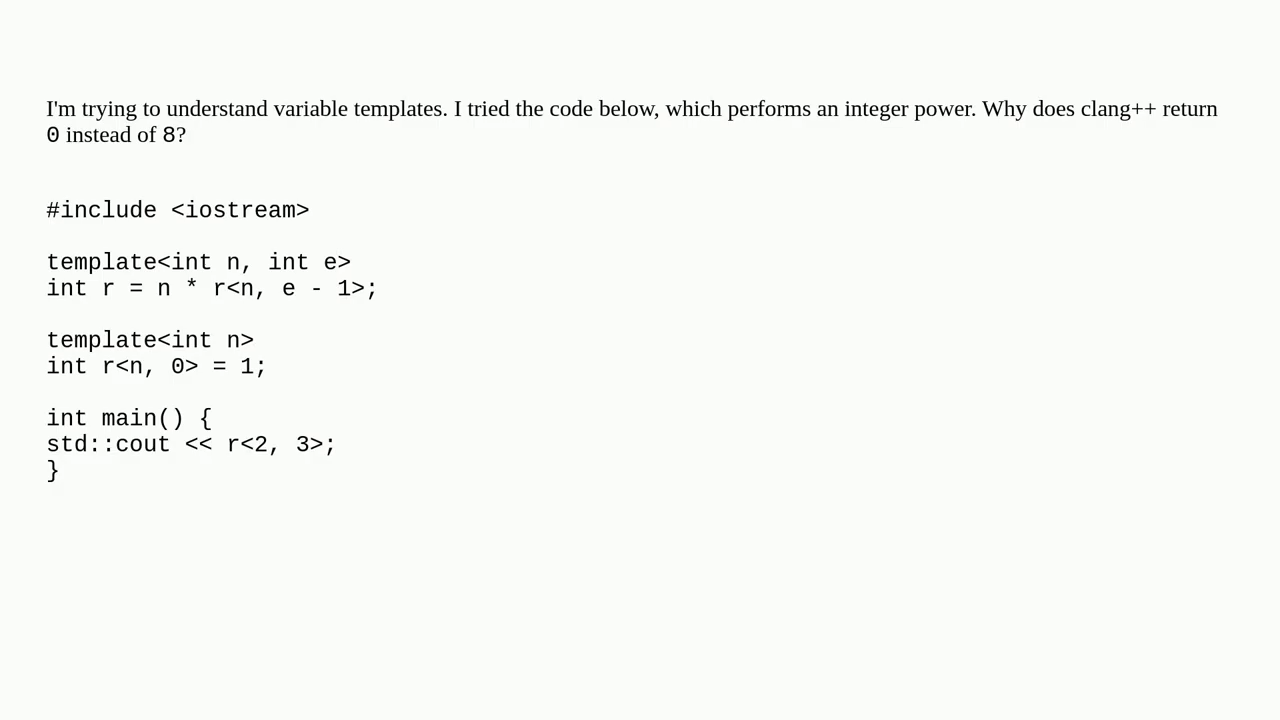 I'm trying to understand variable templates. I tried the code below, which performs an integer power. Why does clang++ return
0 instead of 8?
#include <iostream>
template<int n, int e>
int r = n * r<n, e - 1>;
template<int n>
int r<n, 0> = 1;
int main() {
std::cout << r<2, 3>;
}